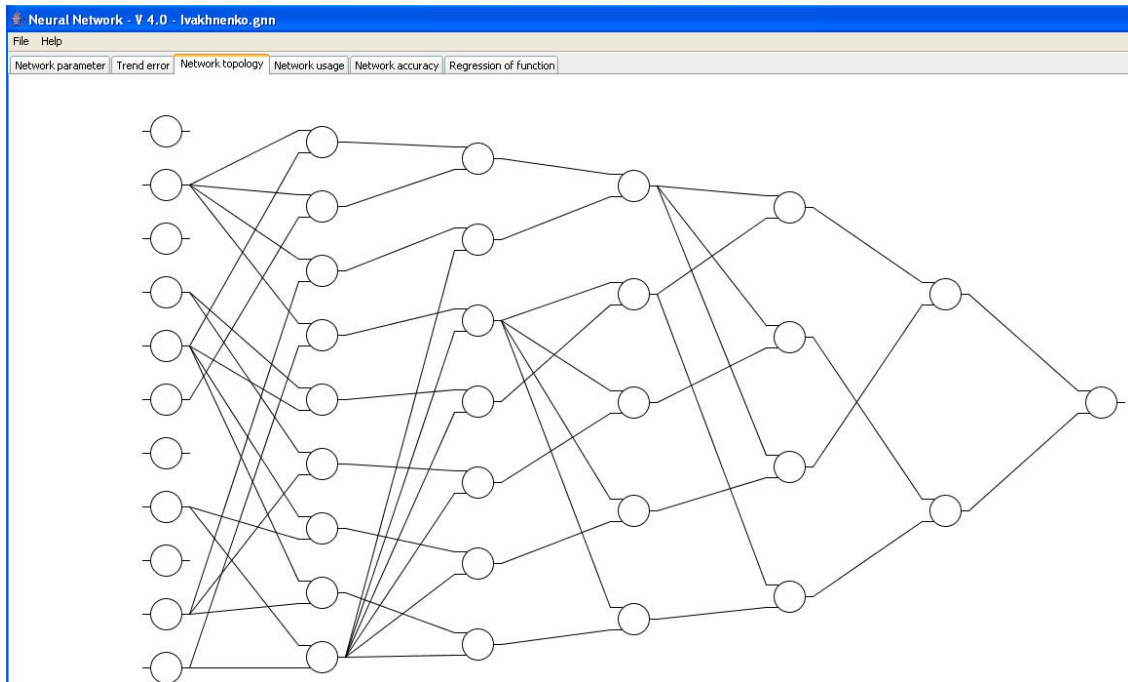 Neural Network - V 4.0 - Ivakhnenko.gnn
File Help
Network parameter Trend error Network topology Network usage Network accuracy Regression of function